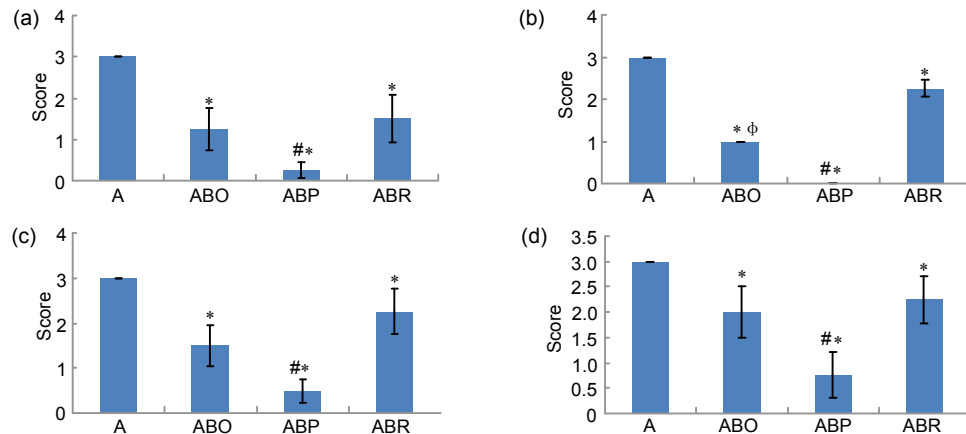 (a)
4
3
2
1
0
Score
*
#*
*
A ABO ABP ABR
(b)
4
3
2
1
0
Score
* ϕ
#*
*
A ABO ABP ABR
(c)
4
3
2
1
0
Score
*
#*
*
A ABO ABP ABR
(d)
3.0
2.5
2.0
1.5
1.0
0.5
0
Score
*
#*
*
A ABO ABP ABR